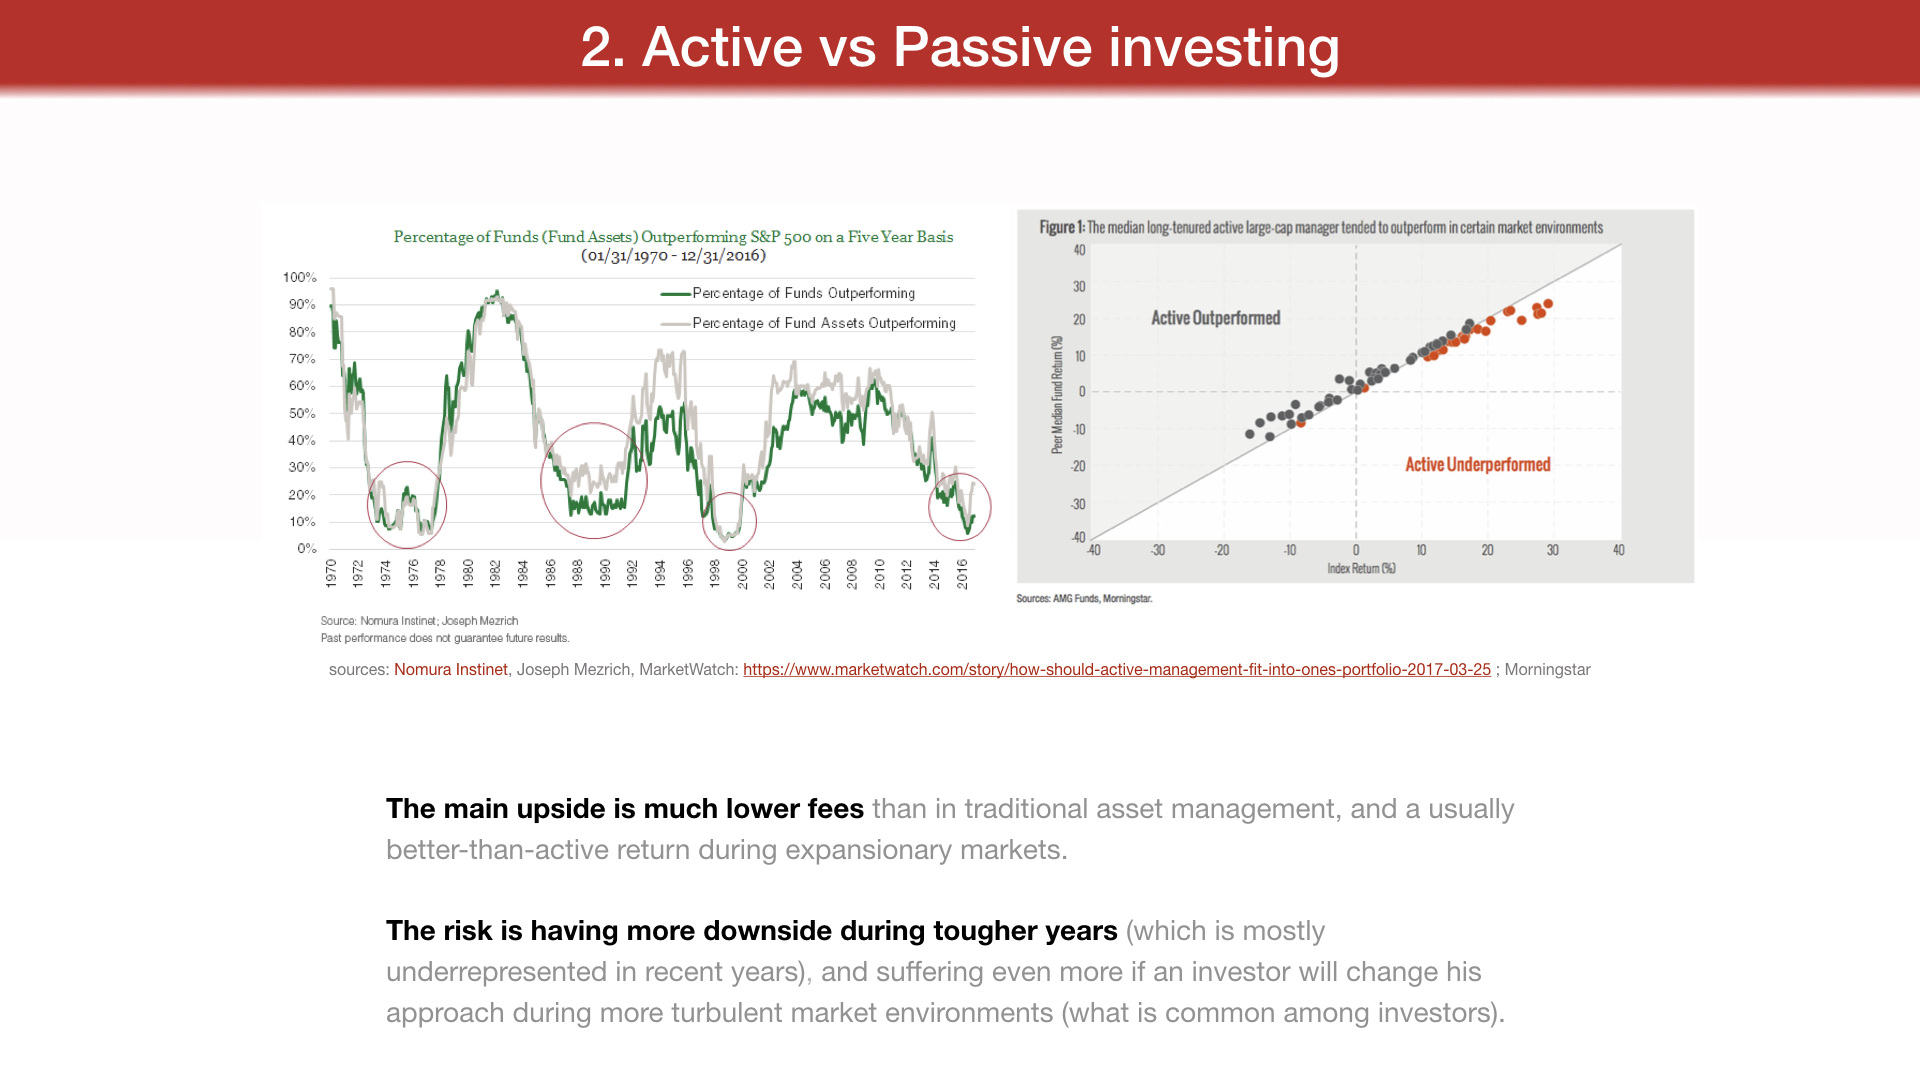 2. Active vs Passive investing
Percentage of Funds (Fund Assets) Outperforming S&P 500 on a Five Year Basis
(01/31/1970 - 12/31/2016)
100%
90%
80%
70%
60%
50%
40%
30%
20%
10%
0%
Percentage of Funds Outperforming
Percentage of Fund Assets Outperforming
1970 1972 1974 1976 1978 1980 1982 1984 1986 1988 1990 1992 1994 1996 1998 2000 2002 2004 2006 2008 2010 2012 2014 2016
Source: Nomura Instinet; Joseph Mezrich
Past performance does not guarantee future results.
Figure 1: The median long-tenured active large-cap manager tended to outperform in certain market environments
Peer Median Fund Return (%)
40
30
20
10
0
-10
-20
-30
-40
Active Outperformed
Active Underperformed
-40 -30 -20 -10 0 10 20 30 40
Index Return (%)
Sources: AMG Funds, Morningstar.
sources: Nomura Instinet, Joseph Mezrich, MarketWatch: https://www.marketwatch.com/story/how-should-active-management-fit-into-ones-portfolio-2017-03-25 ; Morningstar
The main upside is much lower fees than in traditional asset management, and a usually
better-than-active return during expansionary markets.
The risk is having more downside during tougher years (which is mostly
underrepresented in recent years), and suffering even more if an investor will change his
approach during more turbulent market environments (what is common among investors).